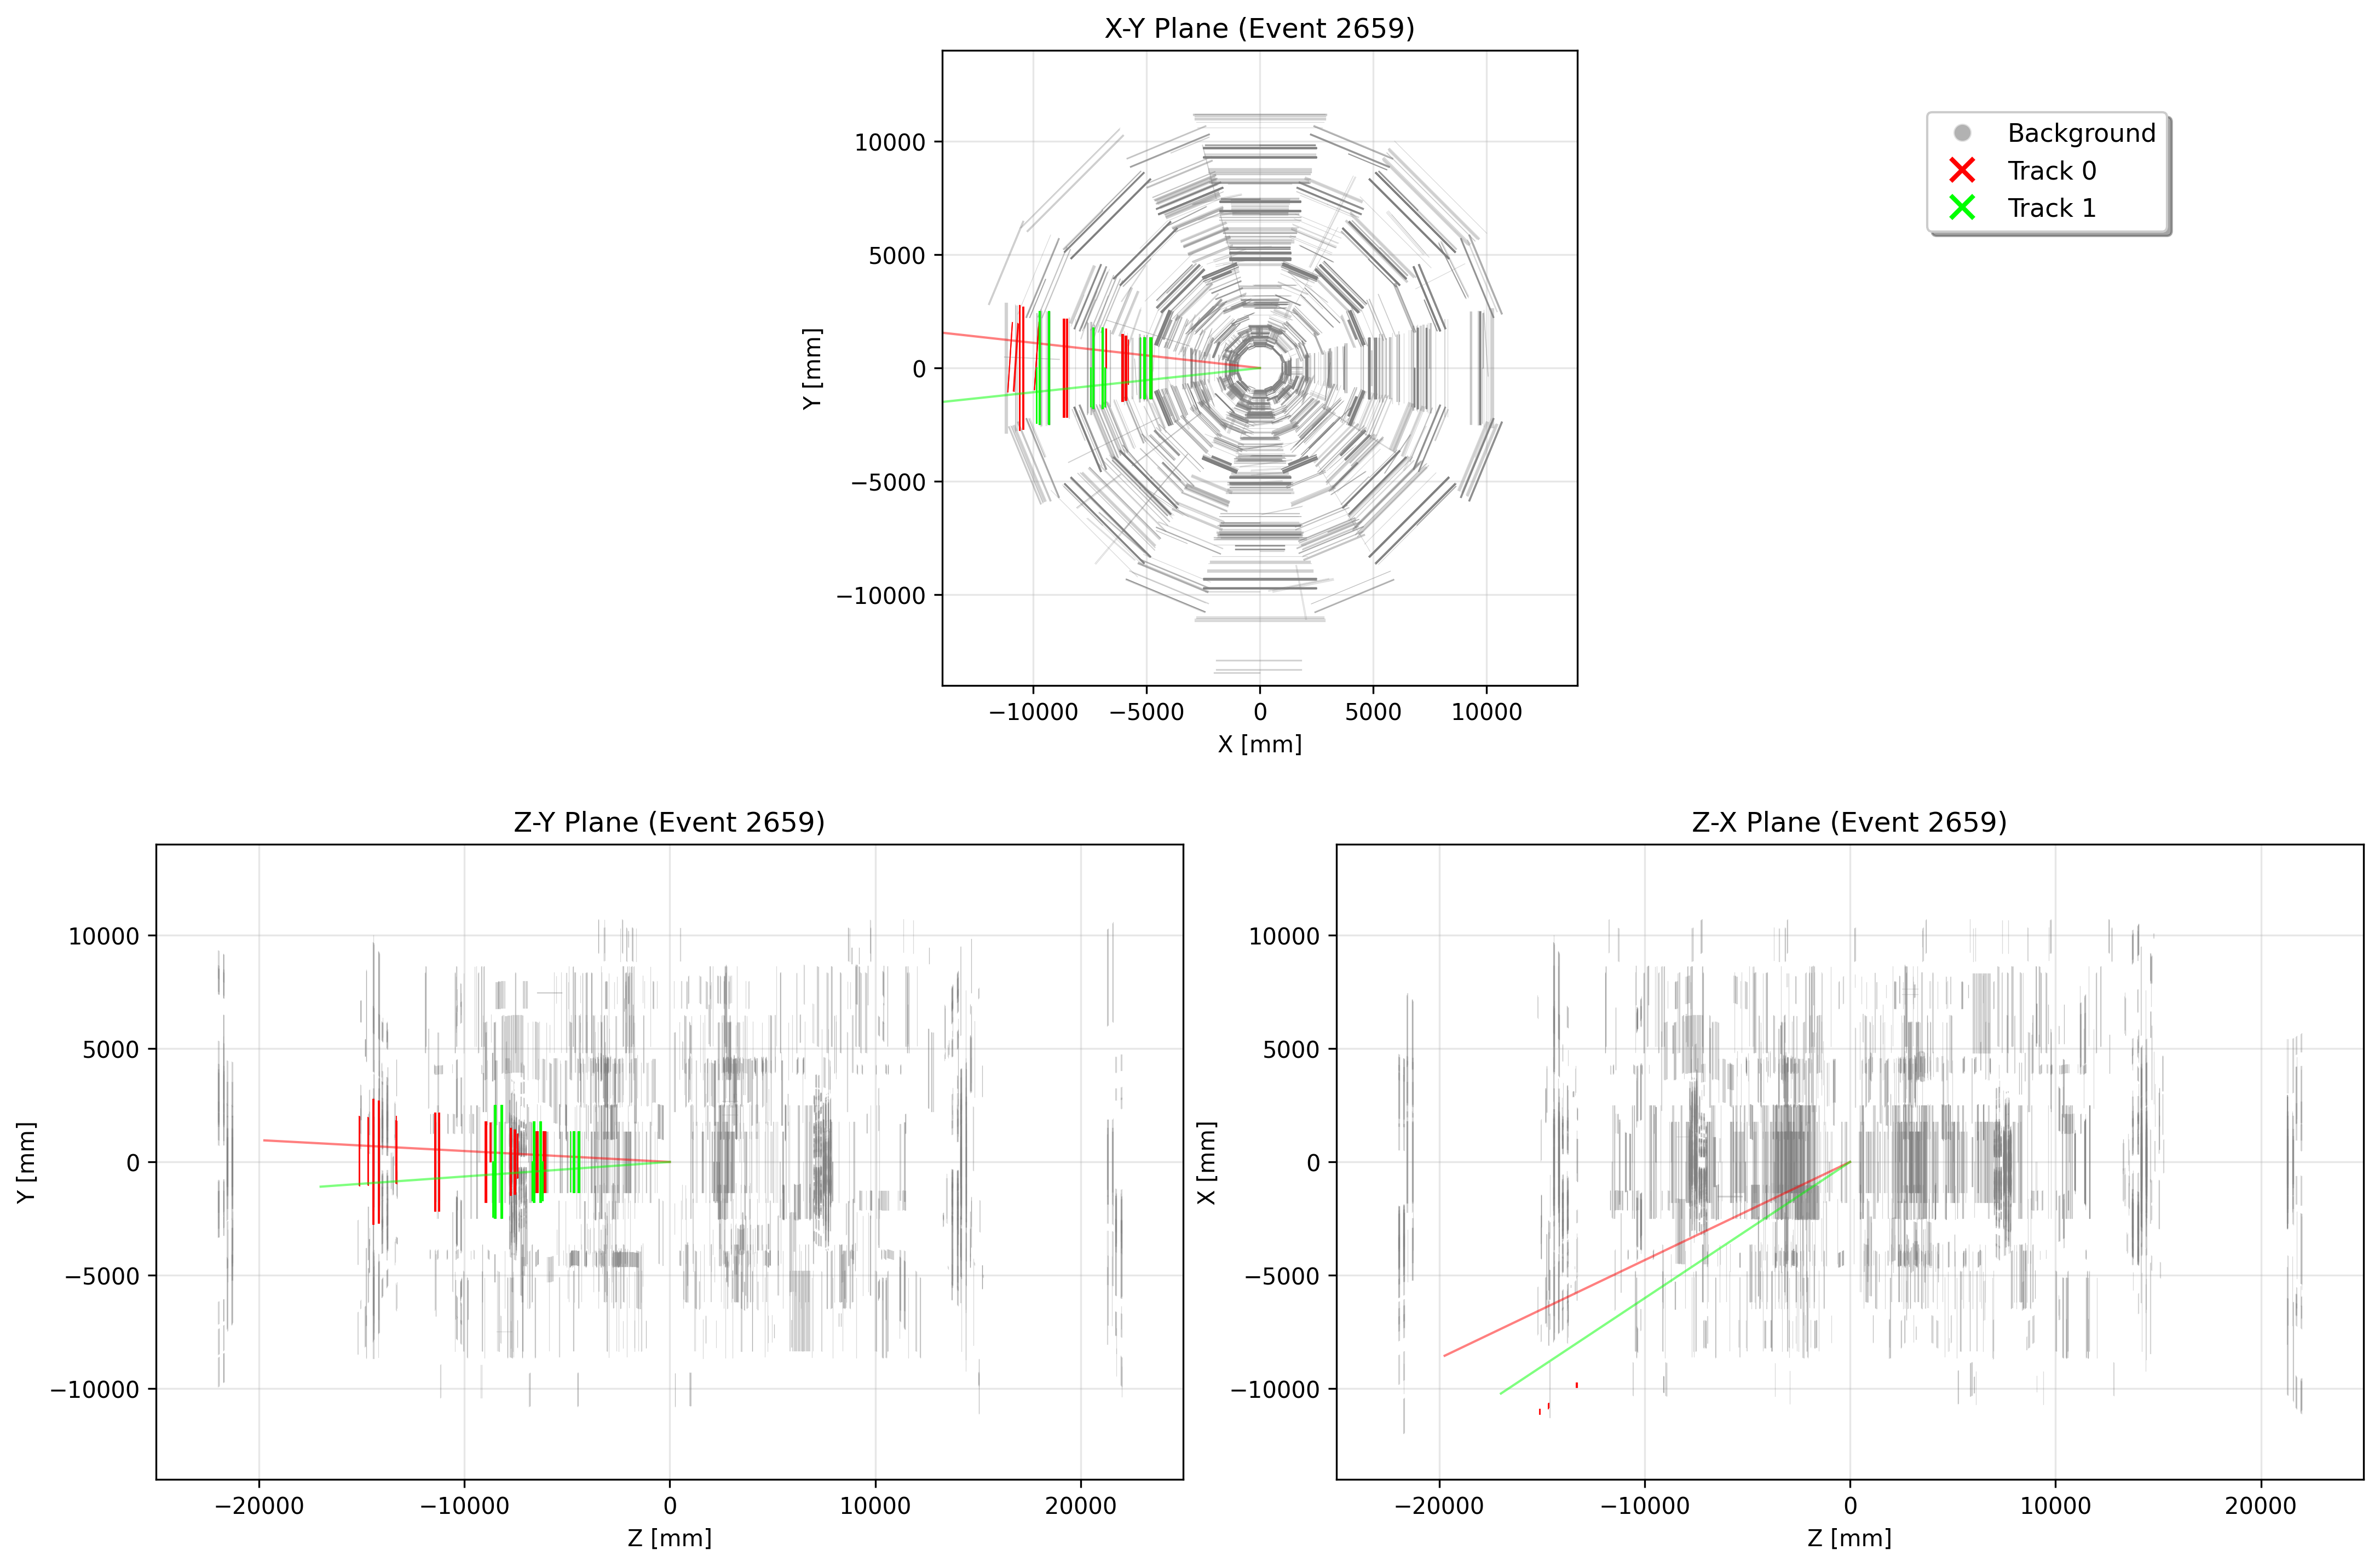 X-Y Plane (Event 2659)
10000
5000
0
−5000
−10000
Y [mm]
−10000 −5000 0 5000 10000
X [mm]
Background
Track 0
Track 1
Z-Y Plane (Event 2659)
10000
5000
0
−5000
−10000
Y [mm]
−20000 −10000 0 10000 20000
Z [mm]
Z-X Plane (Event 2659)
10000
5000
0
−5000
−10000
X [mm]
−20000 −10000 0 10000 20000
Z [mm]